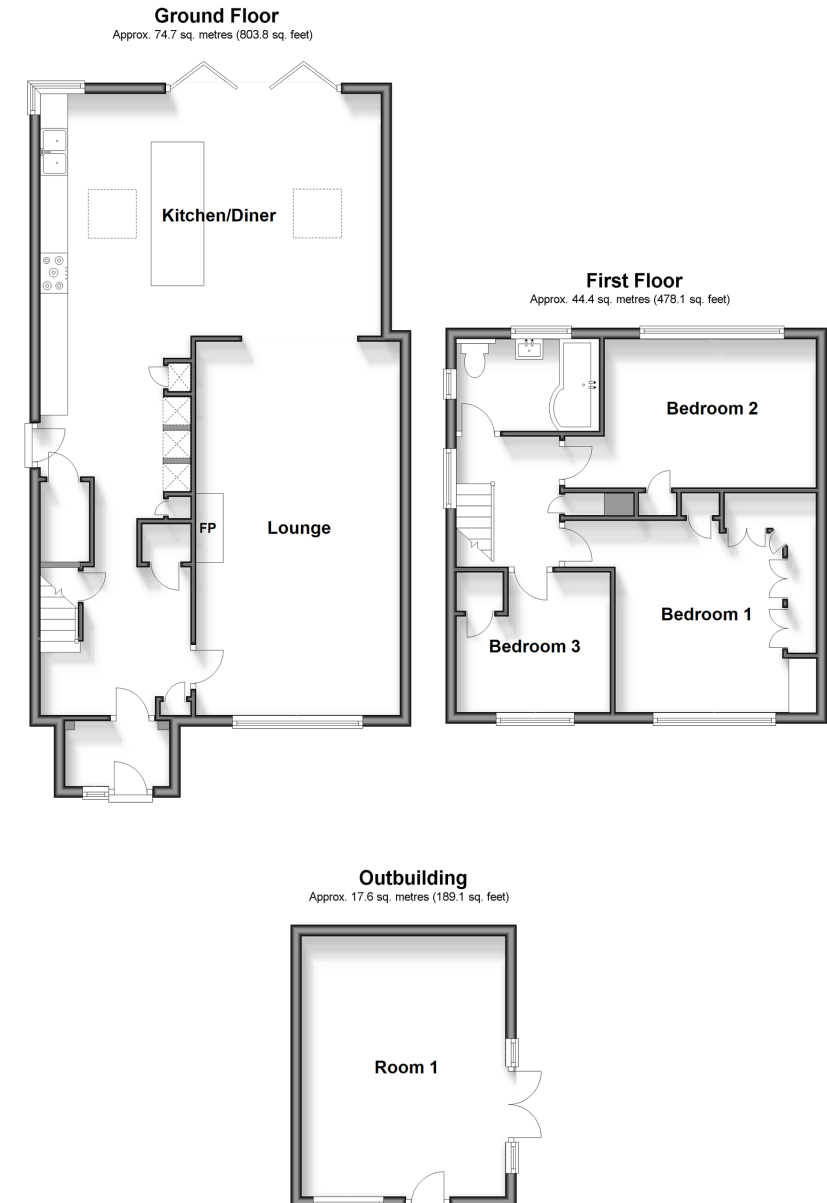 Ground Floor
Approx. 74.7 sq. metres (803.8 sq. feet)
Kitchen/Diner
FP
Lounge
First Floor
Approx. 44.4 sq. metres (478.1 sq. feet)
Bedroom 2
Bedroom 1
Bedroom 3
Outbuilding
Approx. 17.6 sq. metres (189.1 sq. feet)
Room 1